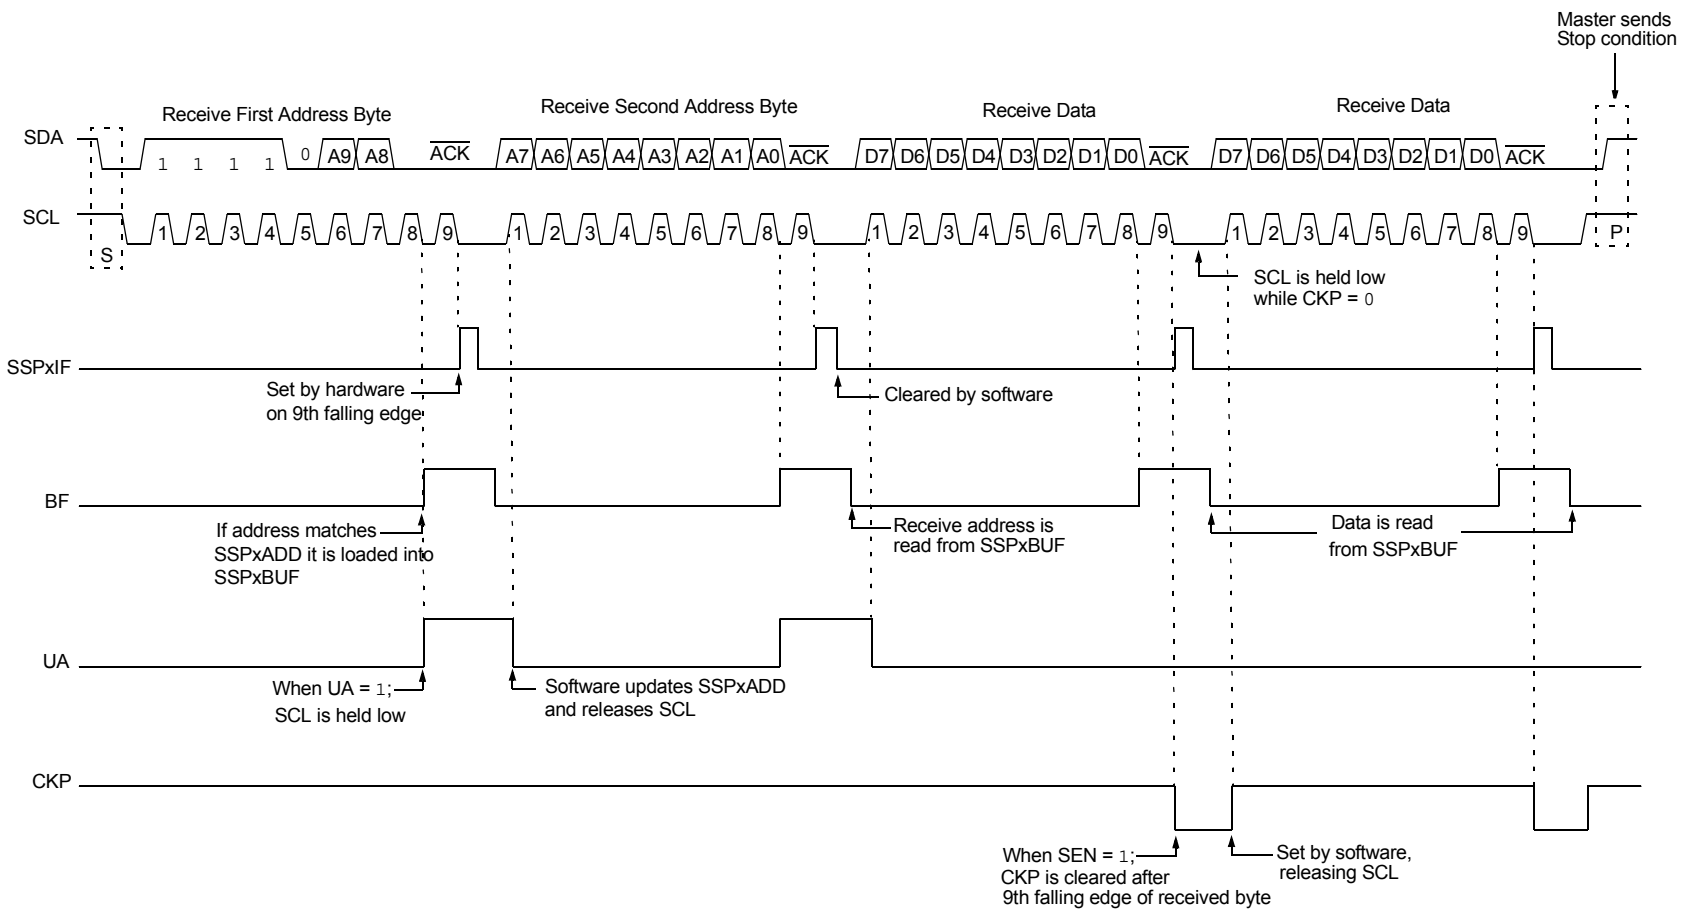 Master sends
Stop condition
Receive First Address Byte
Receive Second Address Byte
Receive Data
Receive Data
SDA
1 1 1 1 0 A9 A8 ACK A7 A6 A5 A4 A3 A2 A1 A0 ACK D7 D6 D5 D4 D3 D2 D1 D0 ACK D7 D6 D5 D4 D3 D2 D1 D0 ACK
SCL
1 2 3 4 5 6 7 8 9 1 2 3 4 5 6 7 8 9 1 2 3 4 5 6 7 8 9 1 2 3 4 5 6 7 8 9
S
P
SCL is held low
while CKP = 0
SSPxIF
Set by hardware
on 9th falling edge
Cleared by software
BF
If address matches
SSPxADD it is loaded into
SSPxBUF
Receive address is
read from SSPxBUF
Data is read
from SSPxBUF
UA
When UA = 1;
SCL is held low
Software updates SSPxADD
and releases SCL
CKP
When SEN = 1;
CKP is cleared after
9th falling edge of received byte
Set by software,
releasing SCL